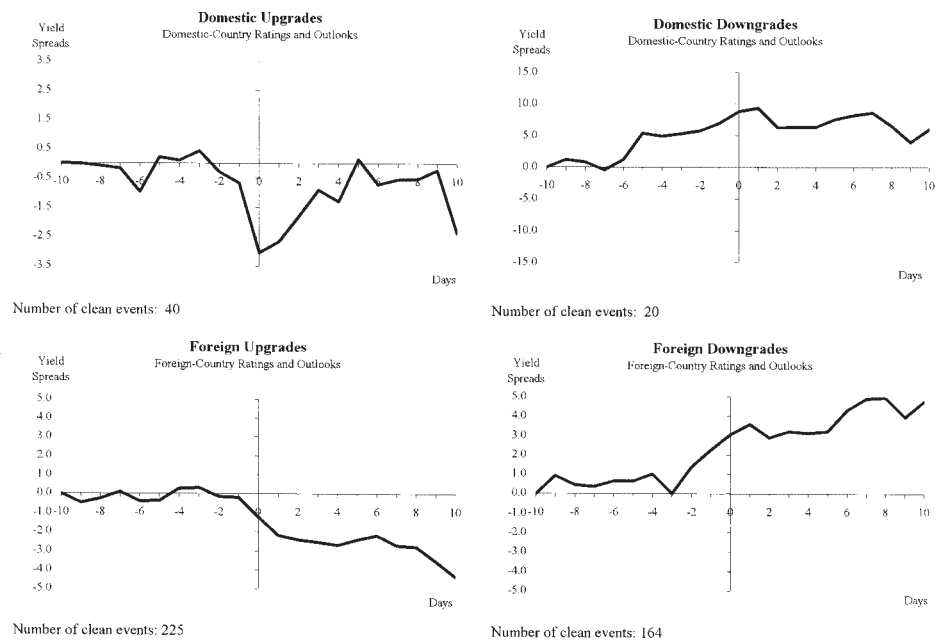 Domestic Upgrades
Domestic-Country Ratings and Outlooks
Yield
Spreads
3.5
2.5
1.5
0.5
-0.5
-1.5
-2.5
-3.5
-10 -8 -6 -4 -2 0 2 4 6 8 10
Days
Number of clean events: 40
Domestic Downgrades
Domestic-Country Ratings and Outlooks
Yield
Spreads
15.0
10.0
5.0
0.0
-5.0
-10.0
-15.0
-10 -8 -6 -4 -2 0 2 4 6 8 10
Days
Number of clean events: 20
Foreign Upgrades
Foreign-Country Ratings and Outlooks
Yield
Spreads
5.0
4.0
3.0
2.0
1.0
0.0
-1.0
-2.0
-3.0
-4.0
-5.0
-10 -8 -6 -4 -2 0 2 4 6 8 10
Days
Number of clean events: 225
Foreign Downgrades
Foreign-Country Ratings and Outlooks
Yield
Spreads
5.0
4.0
3.0
2.0
1.0
0.0
-1.0
-2.0
-3.0
-4.0
-5.0
-10 -8 -6 -4 -2 0 2 4 6 8 10
Days
Number of clean events: 164